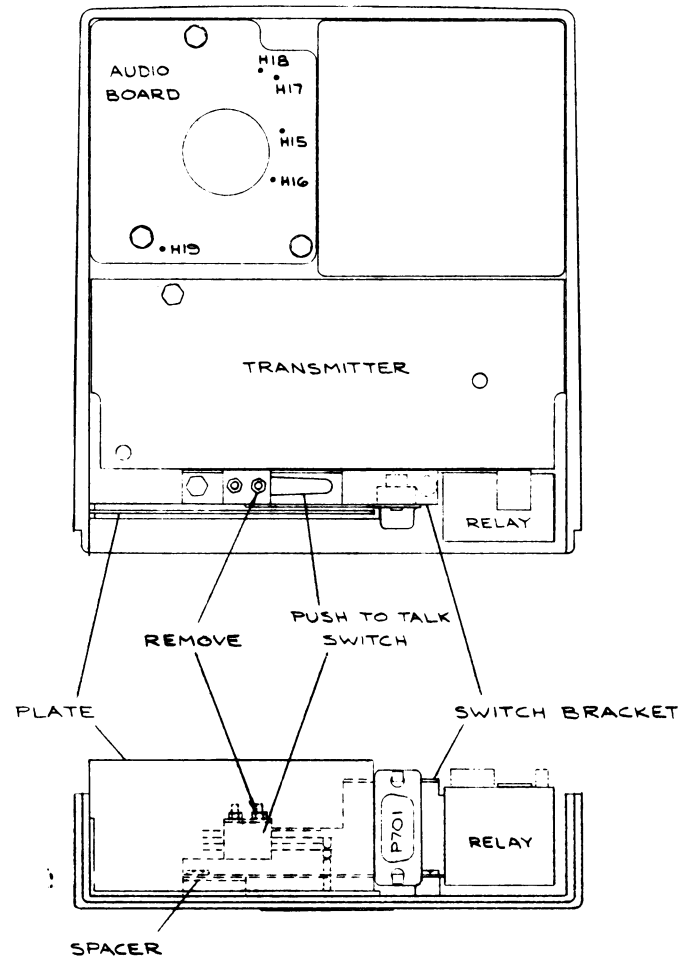 AUDIO
BOARD
H18
H17
H15
H16
H19
TRANSMITTER
RELAY
REMOVE
PUSH TO TALK
SWITCH
PLATE
SWITCH BRACKET
P701
RELAY
SPACER